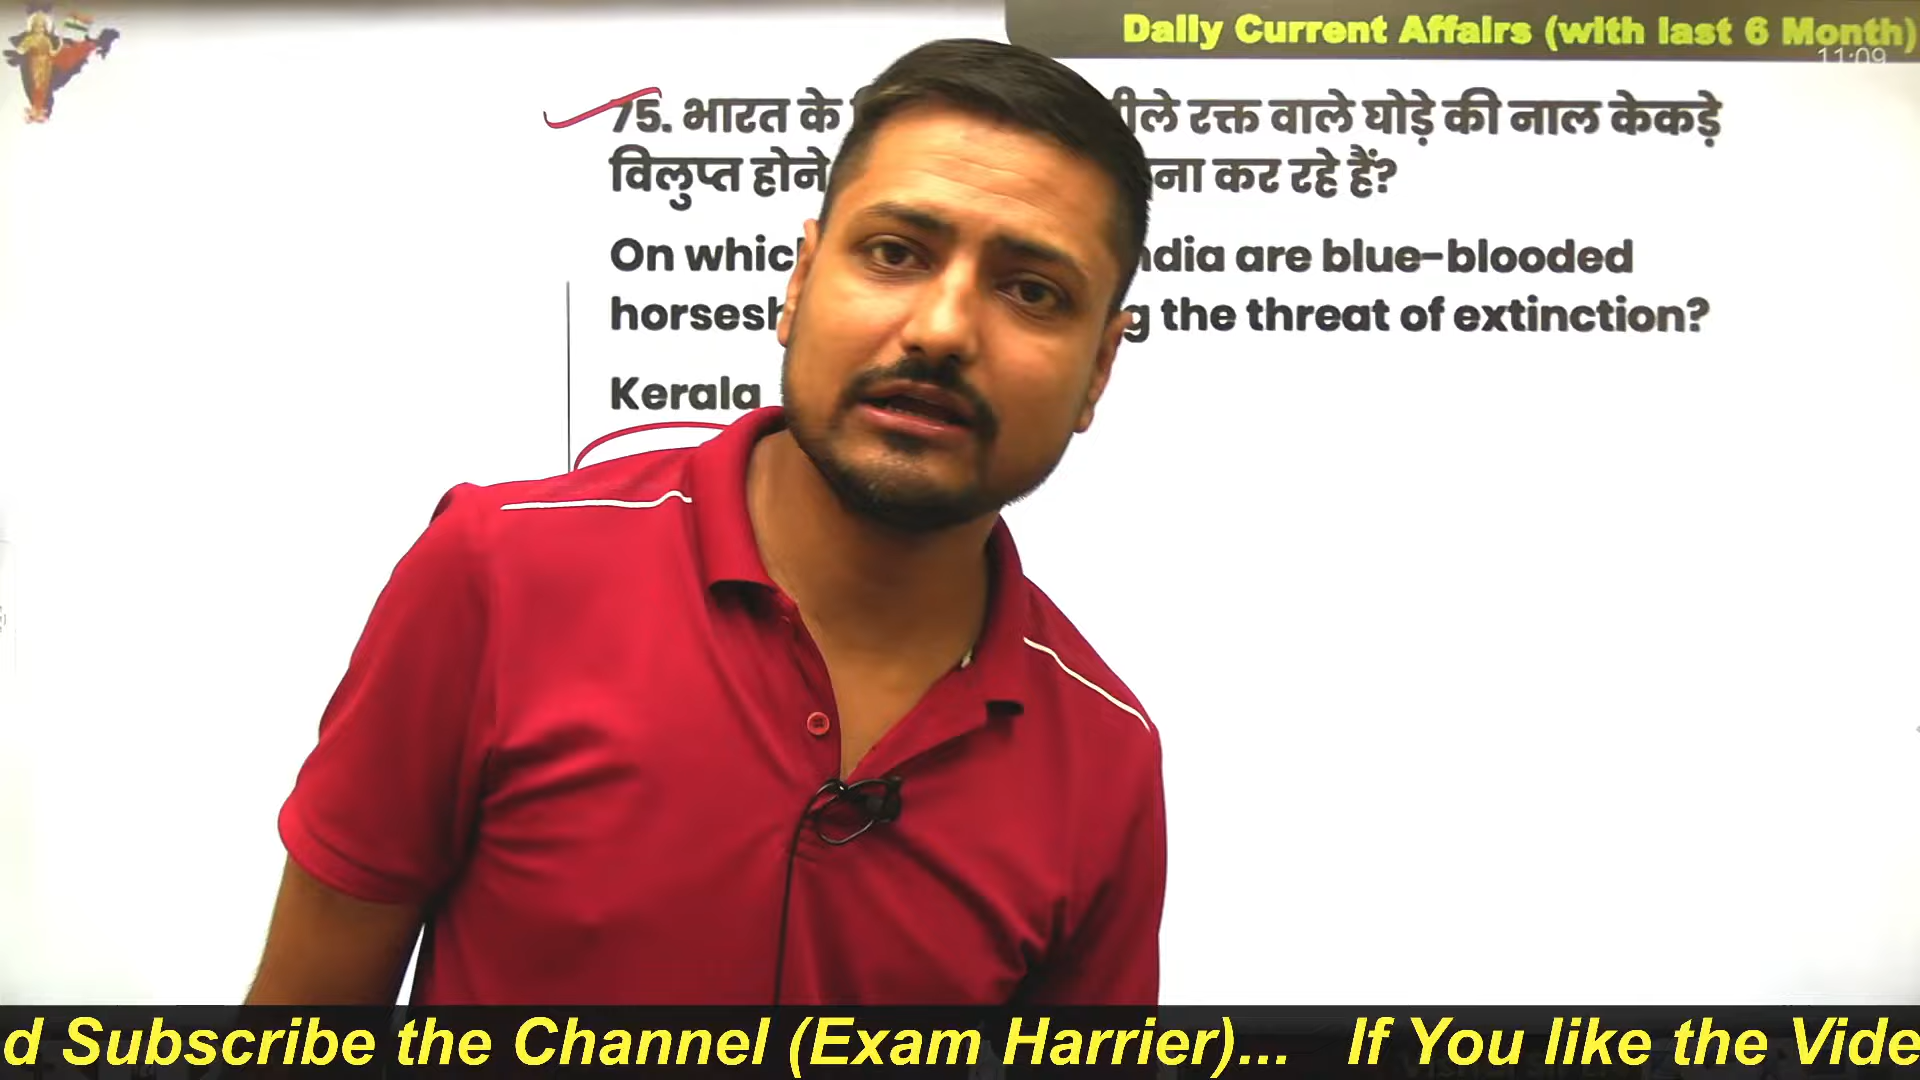 Daily Current Affairs (with last 6 Month)
11:09
75. भारत के ीले रक्त वाले घोड़े की नाल केकड़े
विलुप्त होने ना कर रहे हैं?
On whic ndia are blue-blooded
horsesh g the threat of extinction?
Kerala
d Subscribe the Channel (Exam Harrier)... If You like the Vide